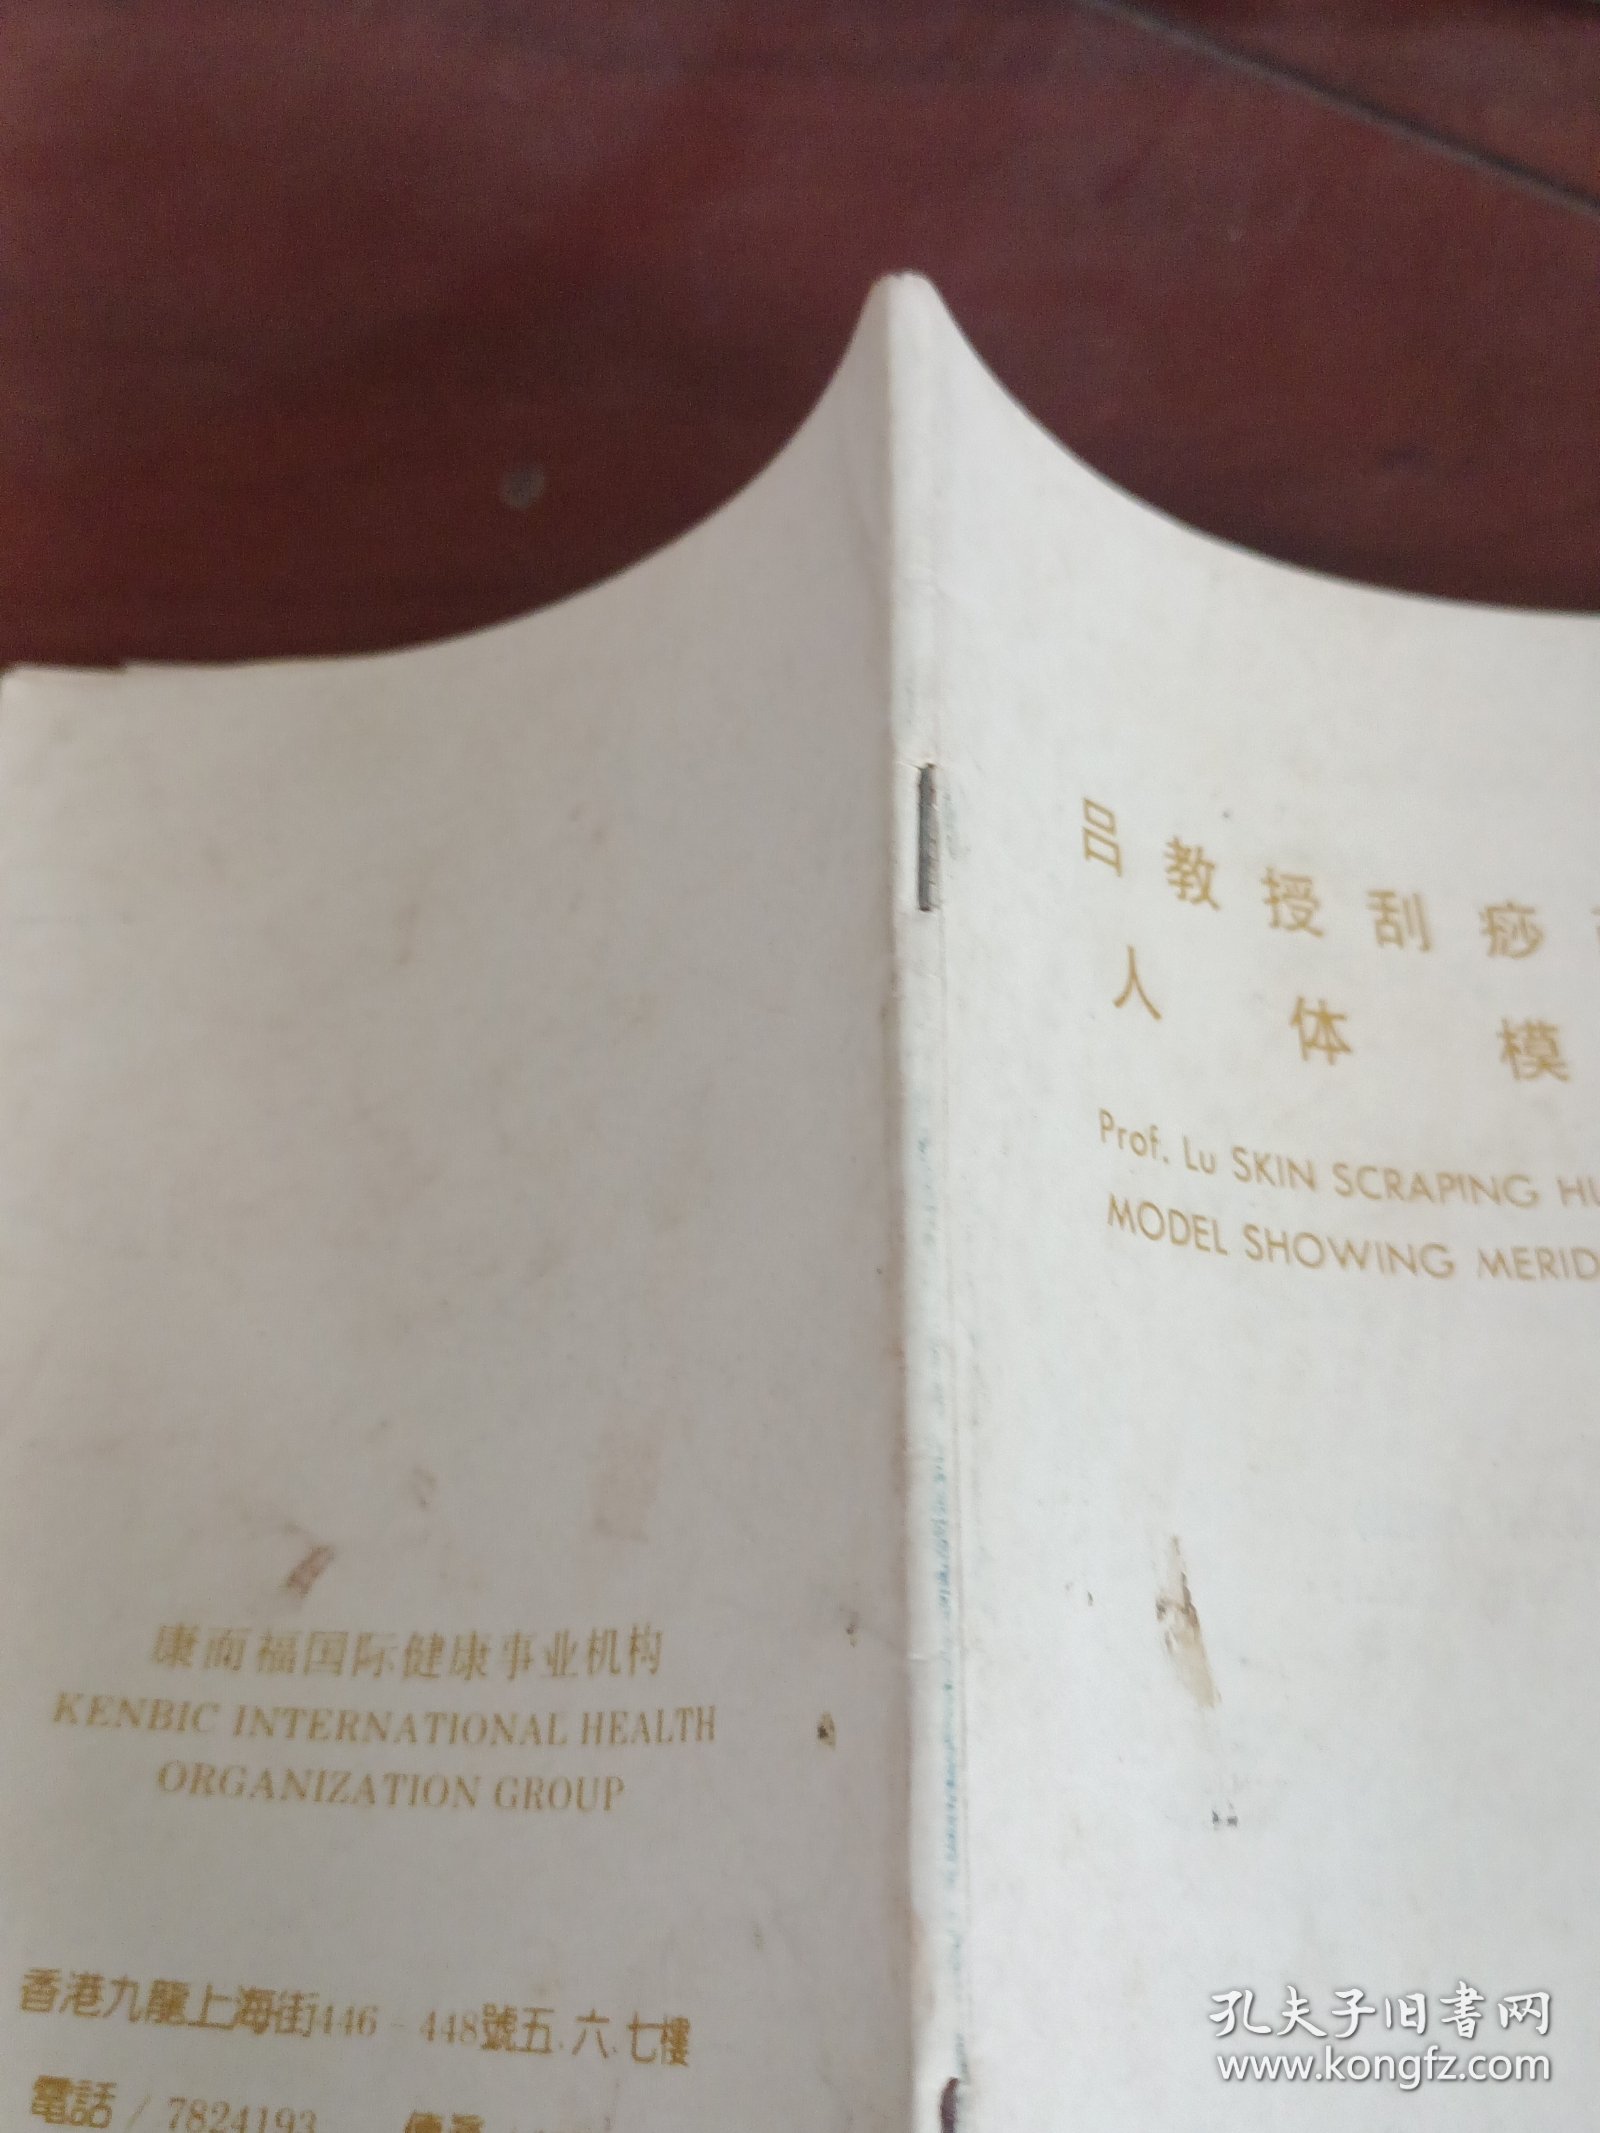 吕教授刮痧
人体模
Prof. Lu SKIN SCRAPING HU
MODEL SHOWING MERID
康而福国际健康事业机构
KENBIC INTERNATIONAL HEALTH
ORGANIZATION GROUP
香港九龍上海街446-448號五.六.七樓
電話 / 7824193
孔夫子旧書网
www.kongfz.com